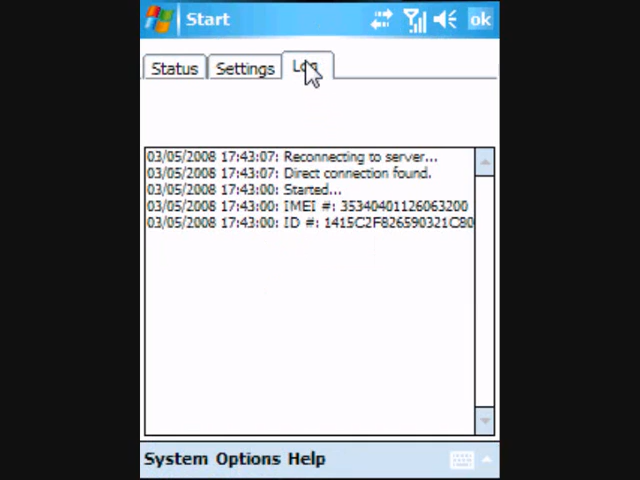 Start
ok
Status Settings Log
03/05/2008 17:43:07: Reconnecting to server...
03/05/2008 17:43:07: Direct connection found.
03/05/2008 17:43:00: Started...
03/05/2008 17:43:00: IMEI #: 35340401126063200
03/05/2008 17:43:00: ID #: 1415C2F826590321C80
System Options Help